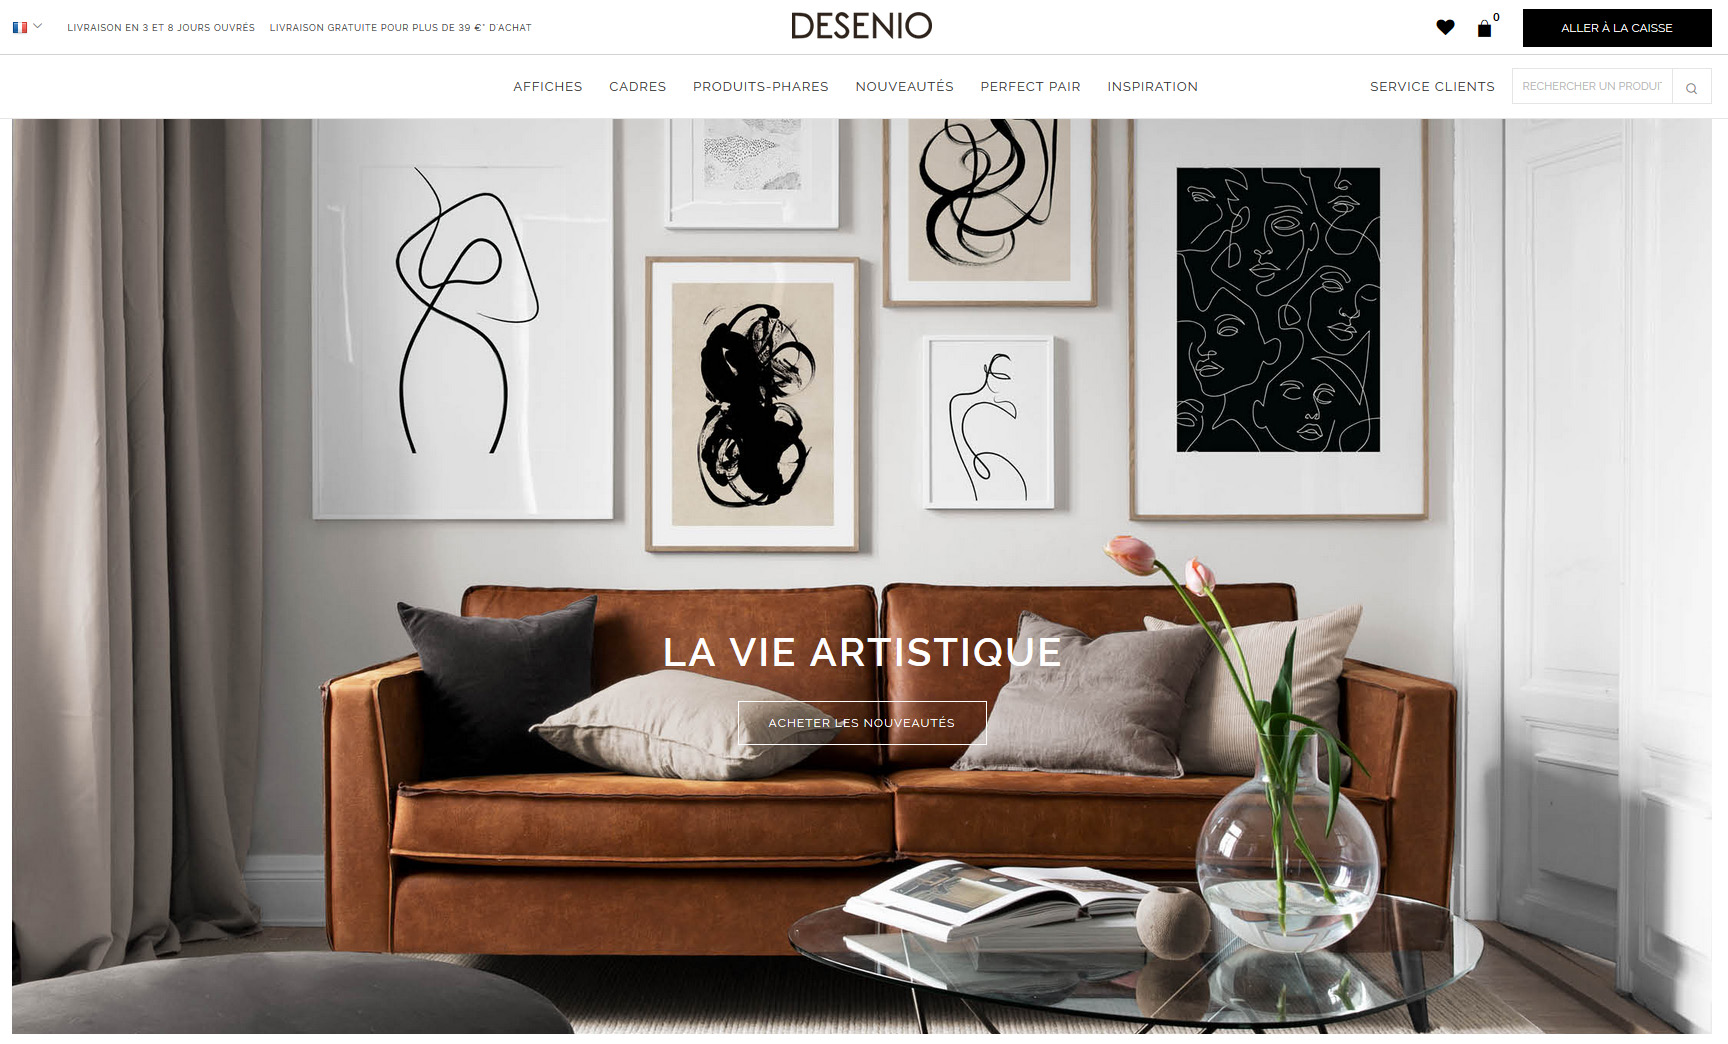 LIVRAISON EN 3 ET 8 JOURS OUVRÉS LIVRAISON GRATUITE POUR PLUS DE 39 €* D'ACHAT
DESENIO
0
ALLER À LA CAISSE
AFFICHES CADRES PRODUITS-PHARES NOUVEAUTÉS PERFECT PAIR INSPIRATION
SERVICE CLIENTS
RECHERCHER UN PRODUI
LA VIE ARTISTIQUE
ACHETER LES NOUVEAUTÉS